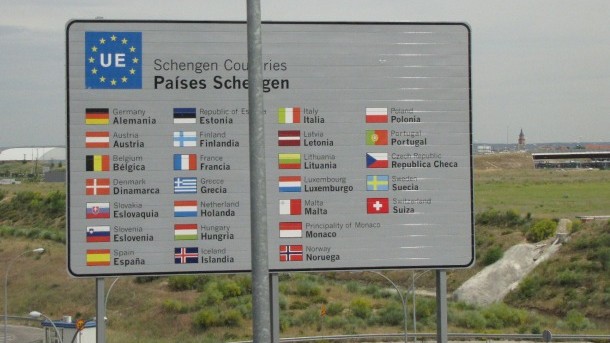 UE
Schengen Countries
Países Schengen
Germany
Alemania
Austria
Austria
Belgium
Bélgica
Denmark
Dinamarca
Slovakia
Eslovaquia
Slovenia
Eslovenia
Spain
España
Republic of
Estonia
Finland
Finlandia
France
Francia
Greece
Grecia
Netherland
Holanda
Hungary
Hungria
Iceland
Islandia
Italy
Italia
Latvia
Letonia
Lithuania
Lituania
Luxembourg
Luxemburgo
Malta
Malta
Principality of Monaco
Monaco
Norway
Noruega
Poland
Polonia
Portugal
Portugal
Czech Republic
Republica Checa
Sweden
Suecia
Switzerland
Suiza